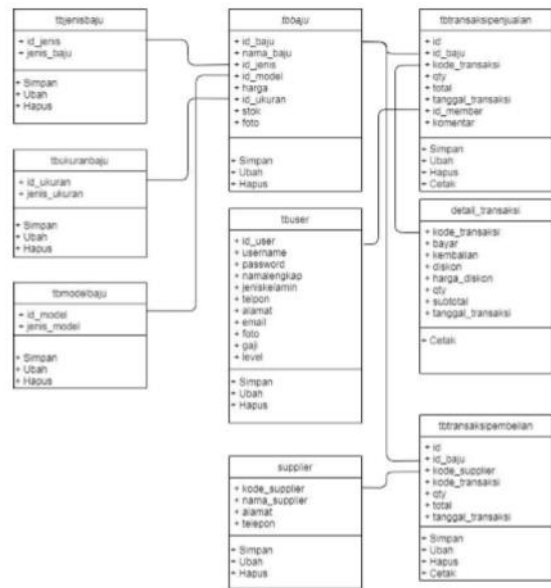 tbjenisbaju
+ id_jenis
+ jenis_baju
+ Simpan
+ Ubah
+ Hapus
tbukuranbaju
+ id_ukuran
+ jenis_ukuran
+ Simpan
+ Ubah
+ Hapus
tbmodelbaju
+ id_model
+ jenis_model
+ Simpan
+ Ubah
+ Hapus
tbbaju
+ id_baju
+ nama_baju
+ id_jenis
+ id_model
+ harga
+ id_ukuran
+ stok
+ foto
+ Simpan
+ Ubah
+ Hapus
tbuser
+ id_user
+ username
+ password
+ namalengkap
+ jeniskelamin
+ telpon
+ alamat
+ email
+ foto
+ gaji
+ level
+ Simpan
+ Ubah
+ Hapus
supplier
+ kode_supplier
+ nama_supplier
+ alamat
+ telepon
+ Simpan
+ Ubah
+ Hapus
tbtransaksipenjualan
+ id
+ id_baju
+ kode_transaksi
+ qty
+ total
+ tanggal_transaksi
+ id_member
+ komentar
+ Simpan
+ Ubah
+ Hapus
+ Cetak
detail_transaksi
+ kode_transaksi
+ bayar
+ kembalian
+ diskon
+ harga_diskon
+ qty
+ subtotal
+ tanggal_transaksi
+ Cetak
tbtransaksipembelian
+ id
+ id_baju
+ kode_supplier
+ kode_transaksi
+ qty
+ total
+ tanggal_transaksi
+ Simpan
+ Ubah
+ Hapus
+ Cetak